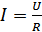 I = U/R